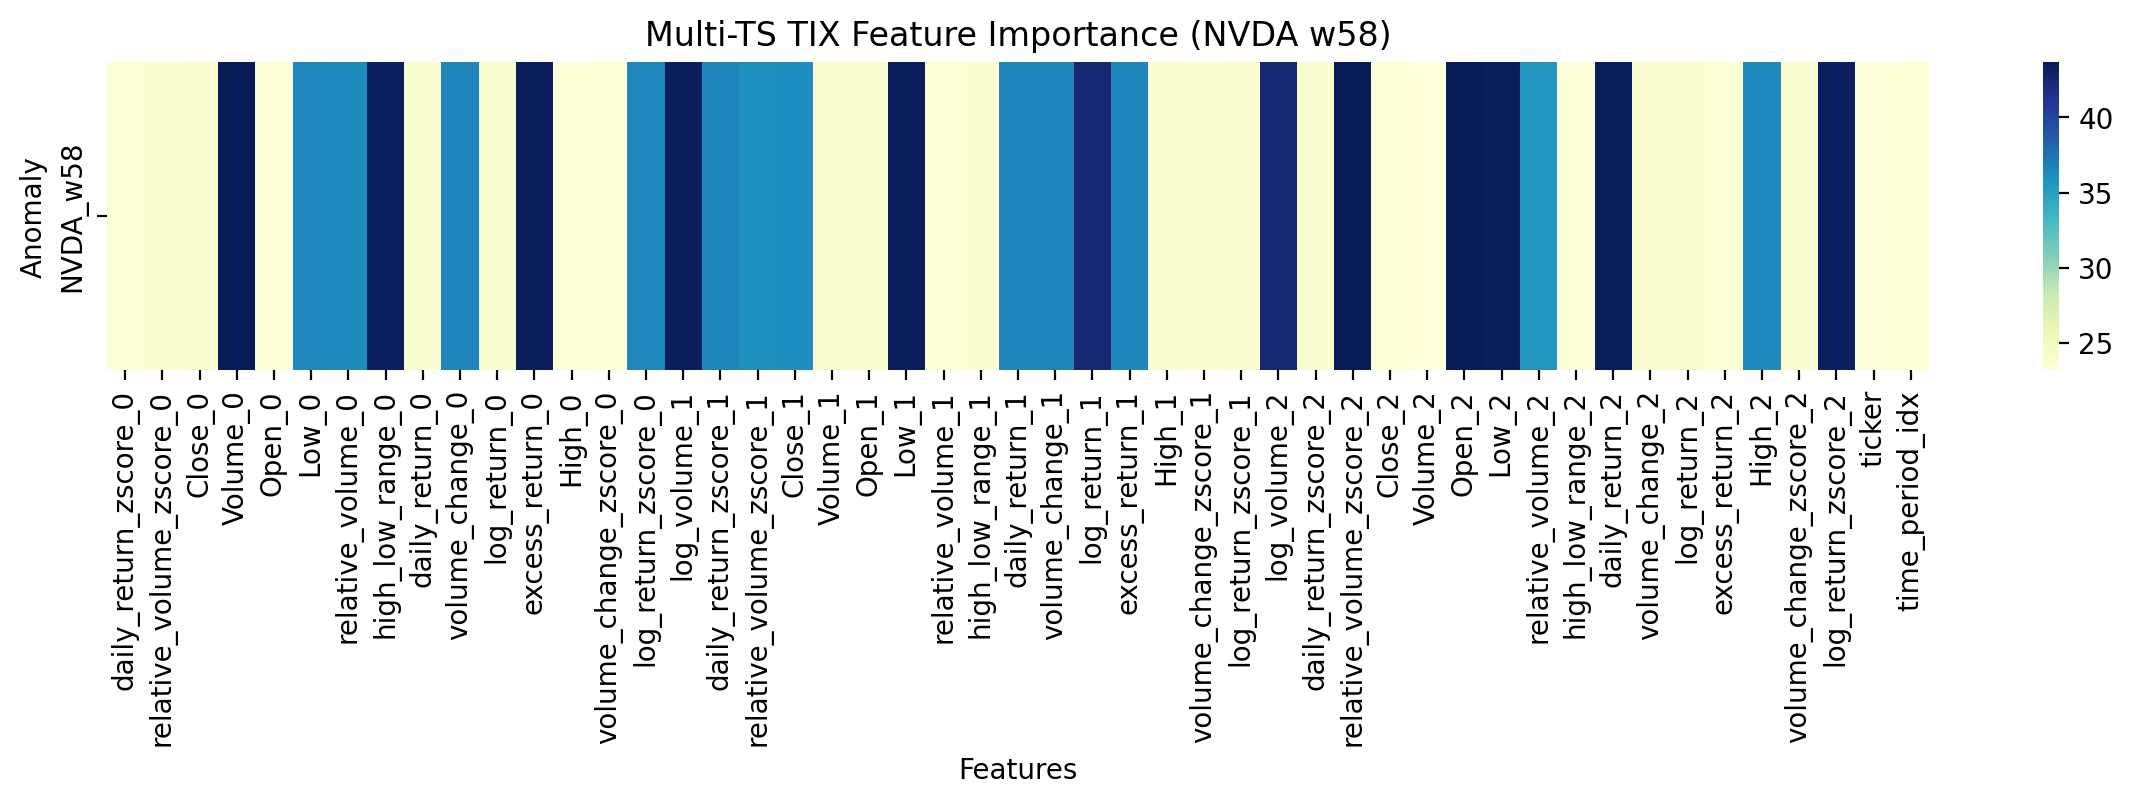 Multi-TS TIX Feature Importance (NVDA w58)
Anomaly
NVDA_w58
40
35
30
25
daily_return_zscore_0
relative_volume_zscore_0
Close_0
Volume_0
Open_0
Low_0
relative_volume_0
high_low_range_0
daily_return_0
volume_change_0
log_return_0
excess_return_0
High_0
volume_change_zscore_0
log_return_zscore_0
log_volume_1
daily_return_zscore_1
relative_volume_zscore_1
Close_1
Volume_1
Open_1
Low_1
relative_volume_1
high_low_range_1
daily_return_1
volume_change_1
log_return_1
excess_return_1
High_1
volume_change_zscore_1
log_return_zscore_1
log_volume_2
daily_return_zscore_2
relative_volume_zscore_2
Close_2
Volume_2
Open_2
Low_2
relative_volume_2
high_low_range_2
daily_return_2
volume_change_2
log_return_2
excess_return_2
High_2
volume_change_zscore_2
log_return_zscore_2
ticker
time_period_idx
Features